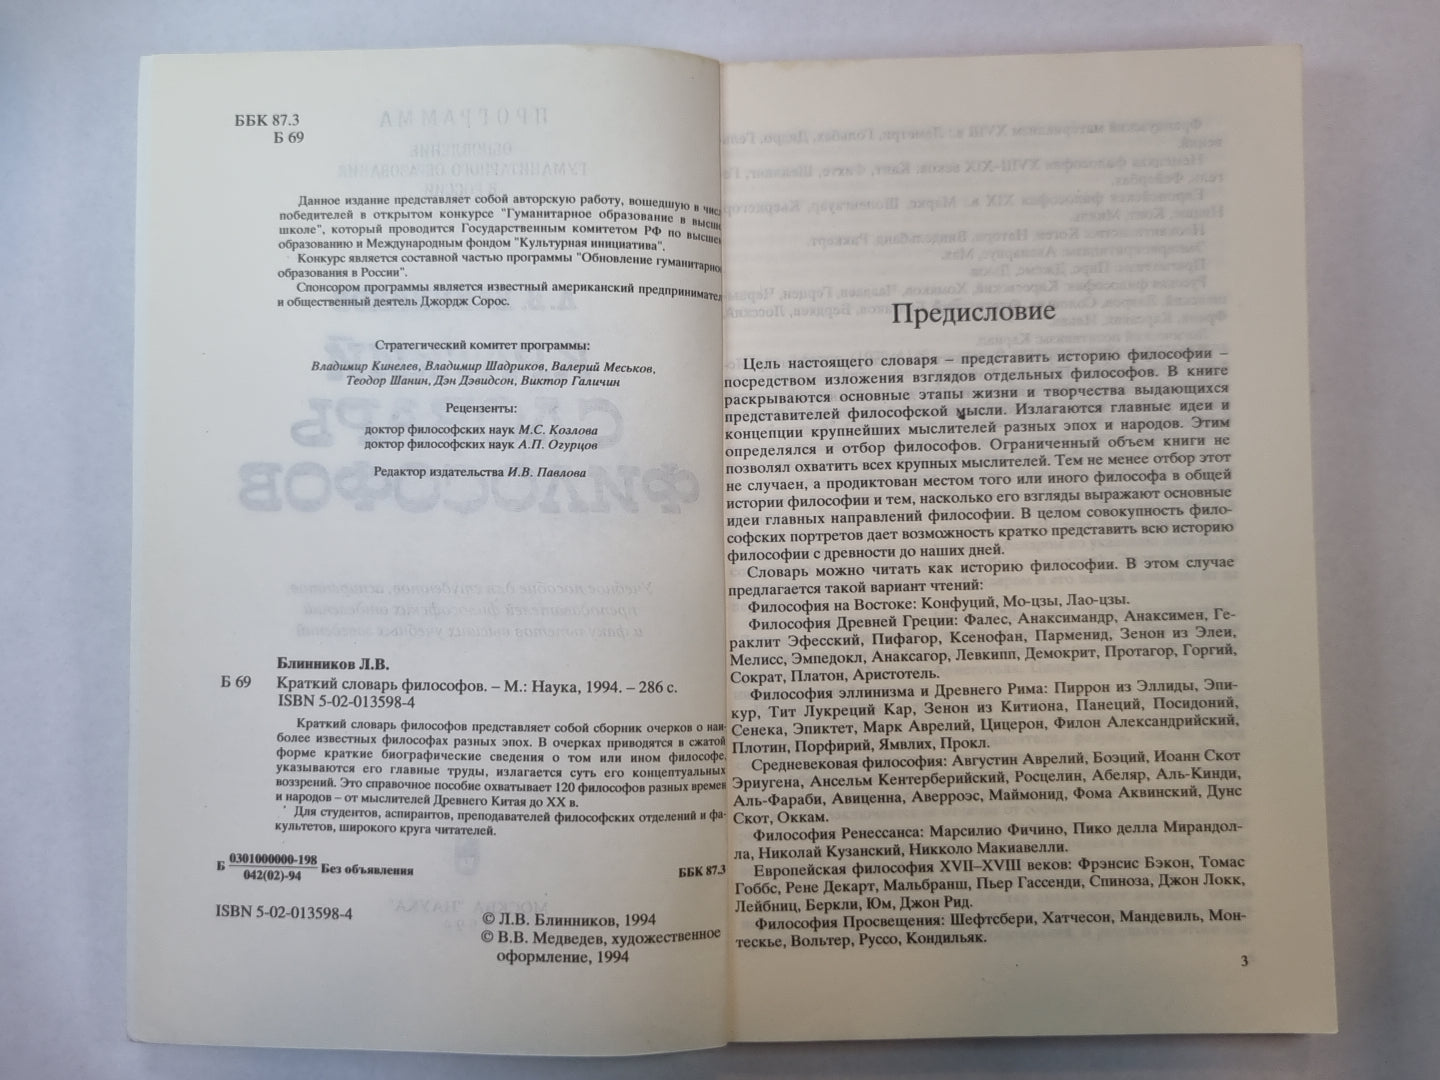 ББК 87.3
Б 69
Данное издание представляет собой авторскую работу, вошедшую в
победителей в открытом конкурсе "Гуманитарное образование в
школе", который проводится Государственным комитетом РФ по
образованию и Международным фондом "Культурная инициатива".
Конкурс является составной частью программы "Обновление
образования в России".
Спонсором программы является известный американский
и общественный деятель Джордж Сорос.
Стратегический комитет программы:
Владимир Кинелев, Владимир Шадриков, Валерий Меськов,
Теодор Шанин, Дэн Дэвидсон, Виктор Галичин
Рецензенты:
доктор философских наук М.С. Козлова
доктор философских наук А.П. Огурцов
Редактор издательства И.В. Павлова
Блинников Л.В.
Б 69 Краткий словарь философов. – М.: Наука, 1994. – 286 с.
ISBN 5-02-013598-4
Краткий словарь философов представляет собой сборник очерков о наи-
более известных философах разных эпох. В очерках приводятся в сжатой
форме краткие биографические сведения о том или ином философе,
указываются его главные труды, излагается суть его концептуальных
воззрений. Это справочное пособие охватывает 120 философов разных времен
и народов – от мыслителей Древнего Китая до XX в.
Для студентов, аспирантов, преподавателей философских отделений и фа-
культетов, широкого круга читателей.
Б 0301000000-198 Без объявления ББК 87.3
042(02)-94
ISBN 5-02-013598-4
© Л.В. Блинников, 1994
© В.В. Медведев, художественное
оформление, 1994
Предисловие
Цель настоящего словаря – представить историю философии –
посредством изложения взглядов отдельных философов. В книге
раскрываются основные этапы жизни и творчества выдающихся
представителей философской мысли. Излагаются главные идеи и
концепции крупнейших мыслителей разных эпох и народов. Этим
определялся и отбор философов. Ограниченный объем книги не
позволял охватить всех крупных мыслителей. Тем не менее отбор этот
не случаен, а продиктован местом того или иного философа в общей
истории философии и тем, насколько его взгляды выражают основные
идеи главных направлений философии. В целом совокупность фило-
софских портретов дает возможность кратко представить всю историю
философии с древности до наших дней.
Словарь можно читать как историю философии. В этом случае
предлагается такой вариант чтений:
Философия на Востоке: Конфуций, Мо-цзы, Лао-цзы.
Философия Древней Греции: Фалес, Анаксимандр, Анаксимен, Ге-
раклит Эфесский, Пифагор, Ксенофан, Парменид, Зенон из Элеи,
Мелисс, Эмпедокл, Анаксагор, Левкипп, Демокрит, Протагор, Горгий,
Сократ, Платон, Аристотель.
Философия эллинизма и Древнего Рима: Пиррон из Эллиды, Эпи-
кур, Тит Лукреций Кар, Зенон из Китиона, Панеций, Посидоний,
Сенека, Эпиктет, Марк Аврелий, Цицерон, Филон Александрийский,
Плотин, Порфирий, Ямвлих, Прокл.
Средневековая философия: Августин Аврелий, Боэций, Иоанн Скот
Эриугена, Ансельм Кентерберийский, Росцелин, Абеляр, Аль-Кинди,
Аль-Фараби, Авиценна, Аверроэс, Маймонид, Фома Аквинский, Дунс
Скот, Оккам.
Философия Ренессанса: Марсилио Фичино, Пико делла Мирандол-
ла, Николай Кузанский, Никколо Макиавелли.
Европейская философия XVII–XVIII веков: Фрэнсис Бэкон, Томас
Гоббс, Рене Декарт, Мальбранш, Пьер Гассенди, Спиноза, Джон Локк,
Лейбниц, Беркли, Юм, Джон Рид.
Философия Просвещения: Шефтсбери, Хатчесон, Мандевиль, Мон-
тескье, Вольтер, Руссо, Кондильяк.
3